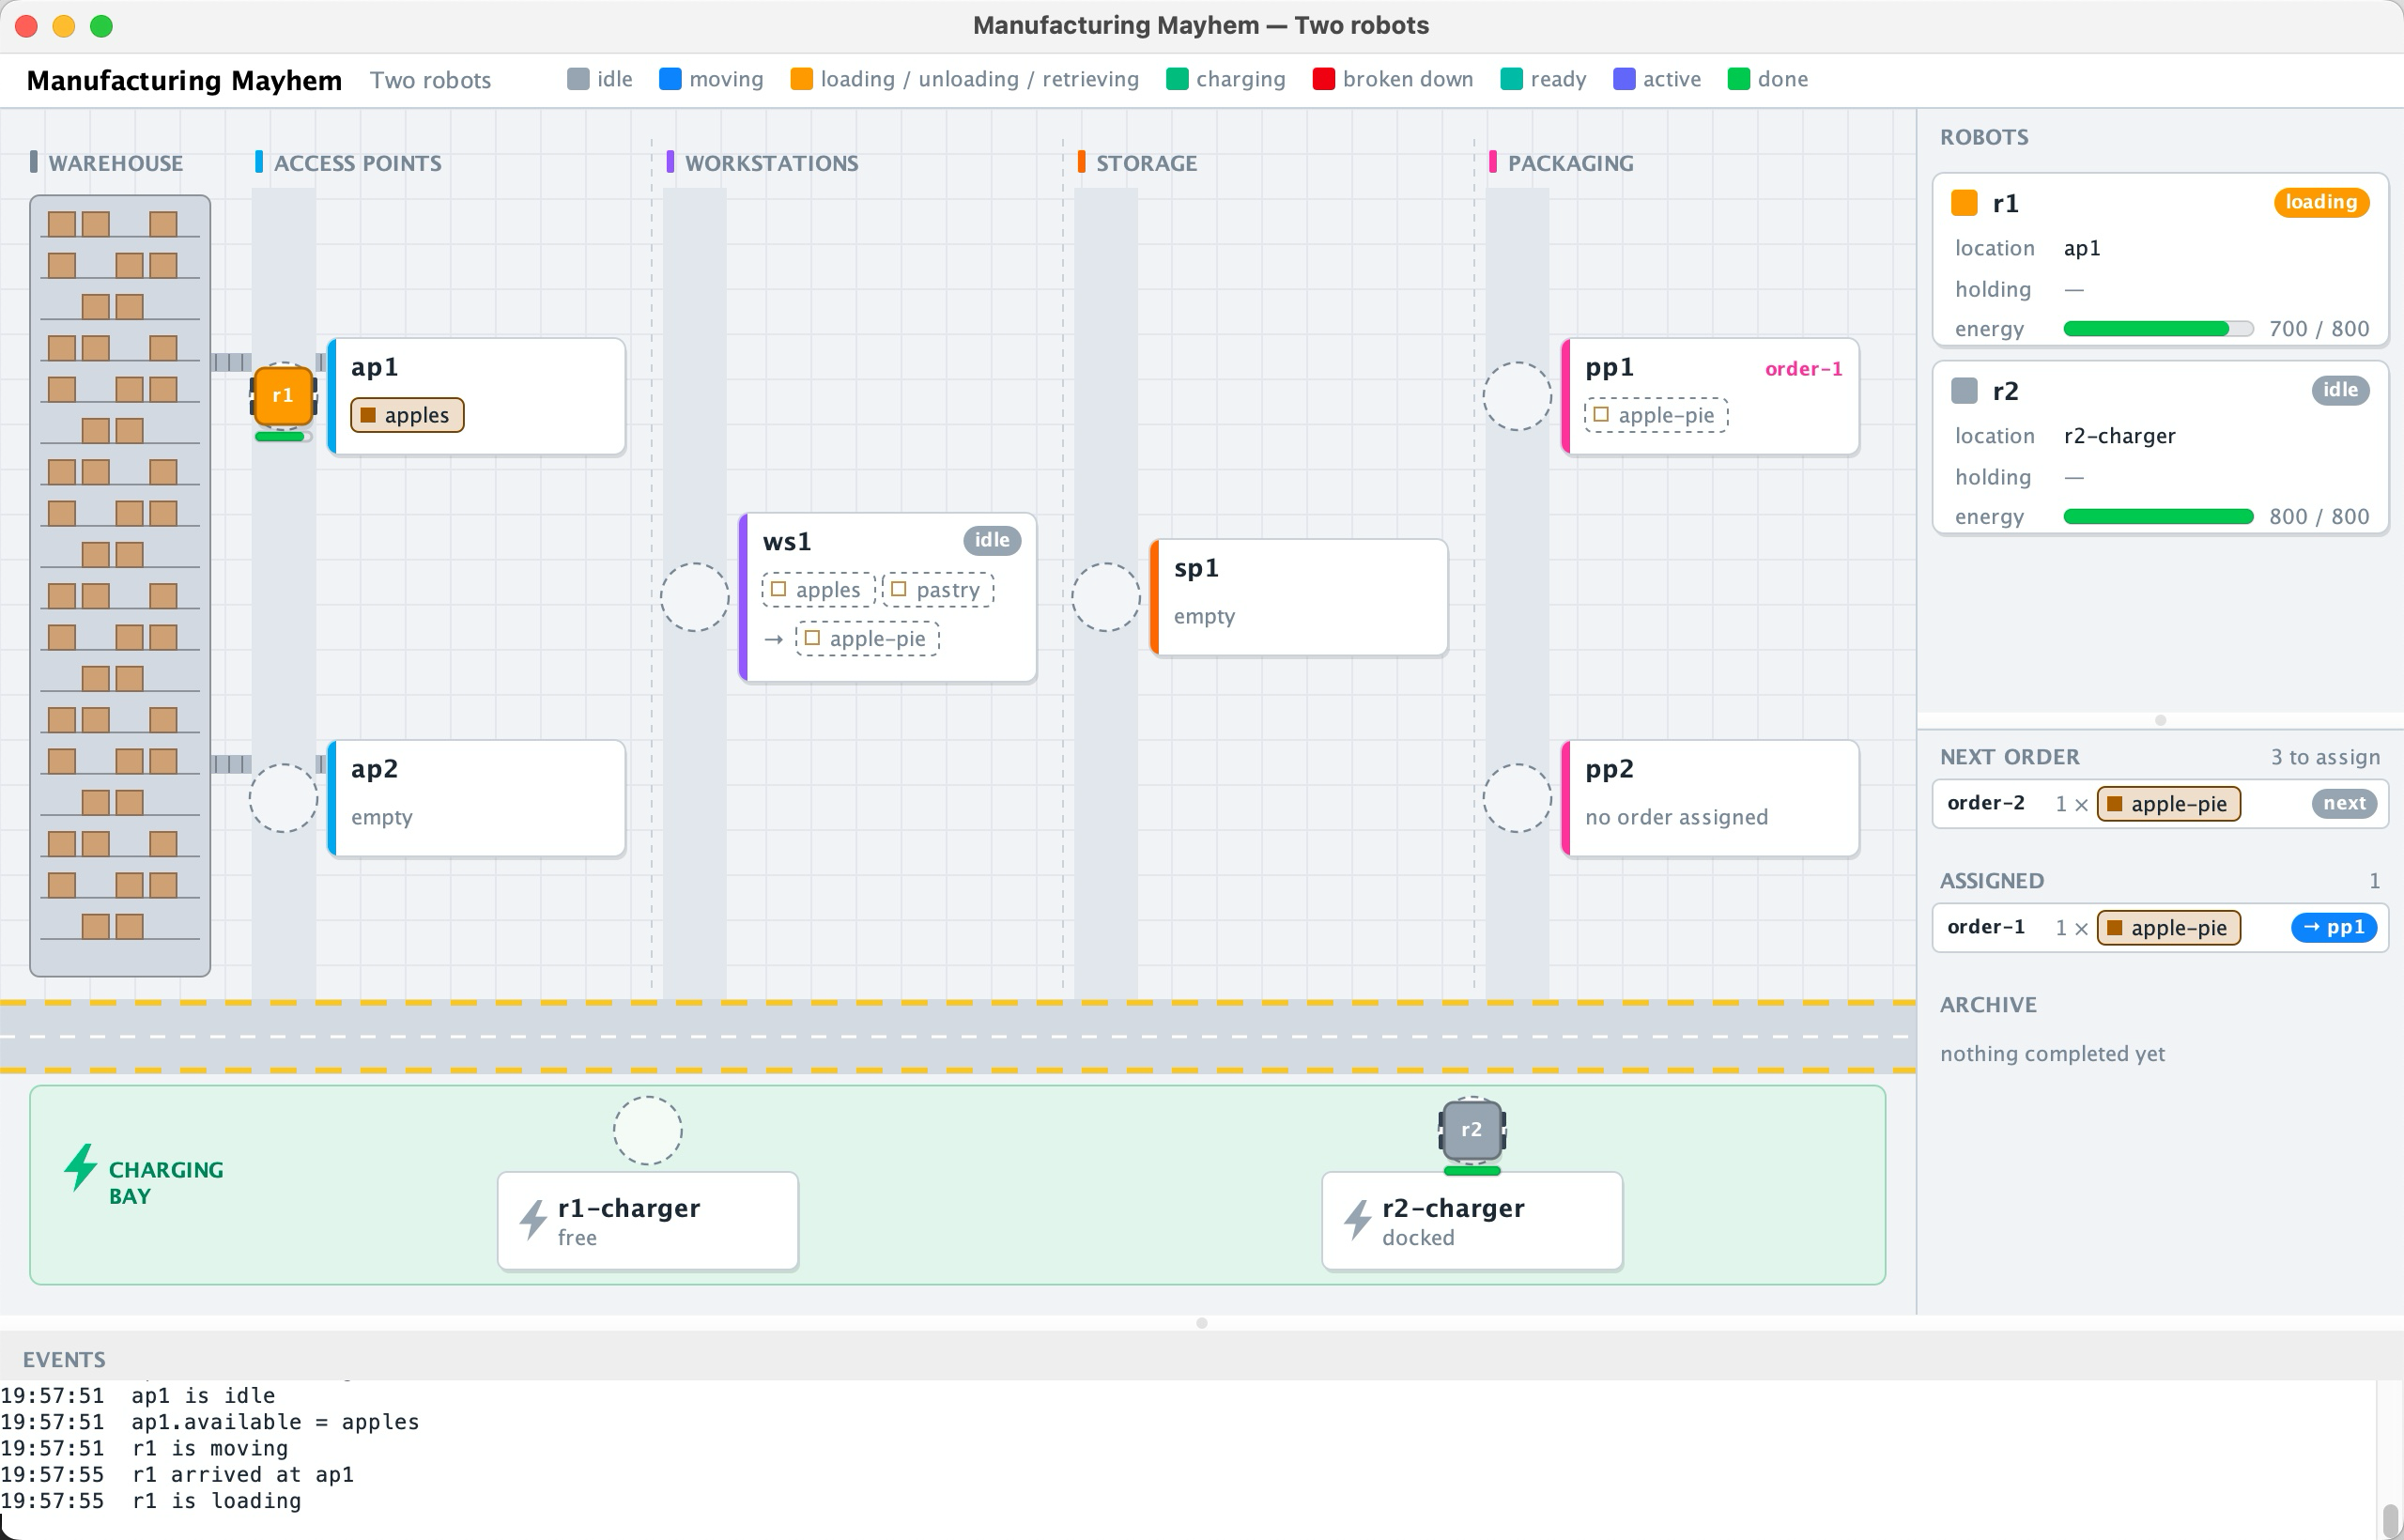 Manufacturing Mayhem — Two robots
Manufacturing Mayhem Two robots idle moving loading / unloading / retrieving charging broken down ready active done
WAREHOUSE ACCESS POINTS WORKSTATIONS STORAGE PACKAGING
r1
ap1
apples
pp1 order-1
apple-pie
ws1 idle
apples pastry
→ apple-pie
sp1
empty
ap2
empty
pp2
no order assigned
CHARGING
BAY
r1-charger
free
r2
r2-charger
docked
ROBOTS
r1 loading
location ap1
holding —
energy 700 / 800
r2 idle
location r2-charger
holding —
energy 800 / 800
NEXT ORDER 3 to assign
order-2 1 × apple-pie next
ASSIGNED 1
order-1 1 × apple-pie → pp1
ARCHIVE
nothing completed yet
EVENTS
19:57:51 ap1 is idle
19:57:51 ap1.available = apples
19:57:51 r1 is moving
19:57:55 r1 arrived at ap1
19:57:55 r1 is loading